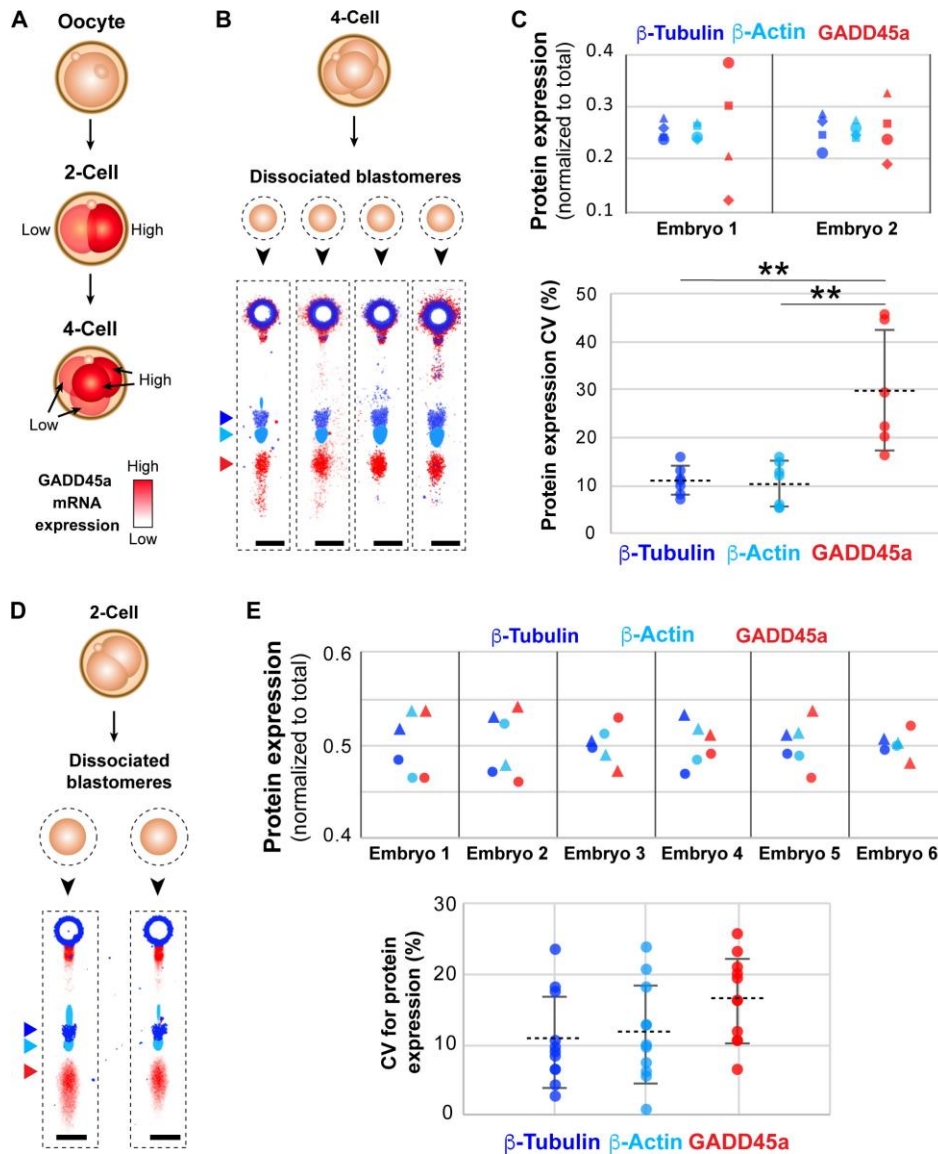 A
Oocyte
2-Cell
Low
High
4-Cell
High
Low
GADD45a
mRNA
expression
High
Low
B
4-Cell
Dissociated blastomeres
C
β-Tubulin β-Actin GADD45a
Protein expression
(normalized to total)
0.4
0.3
0.2
0.1
Embryo 1 Embryo 2
**
**
Protein expression CV (%)
50
40
30
20
10
0
β-Tubulin β-Actin GADD45a
D
2-Cell
Dissociated
blastomeres
E
β-Tubulin β-Actin GADD45a
Protein expression
(normalized to total)
0.6
0.5
0.4
Embryo 1 Embryo 2 Embryo 3 Embryo 4 Embryo 5 Embryo 6
CV for protein
expression (%)
30
20
10
0
β-Tubulin β-Actin GADD45a